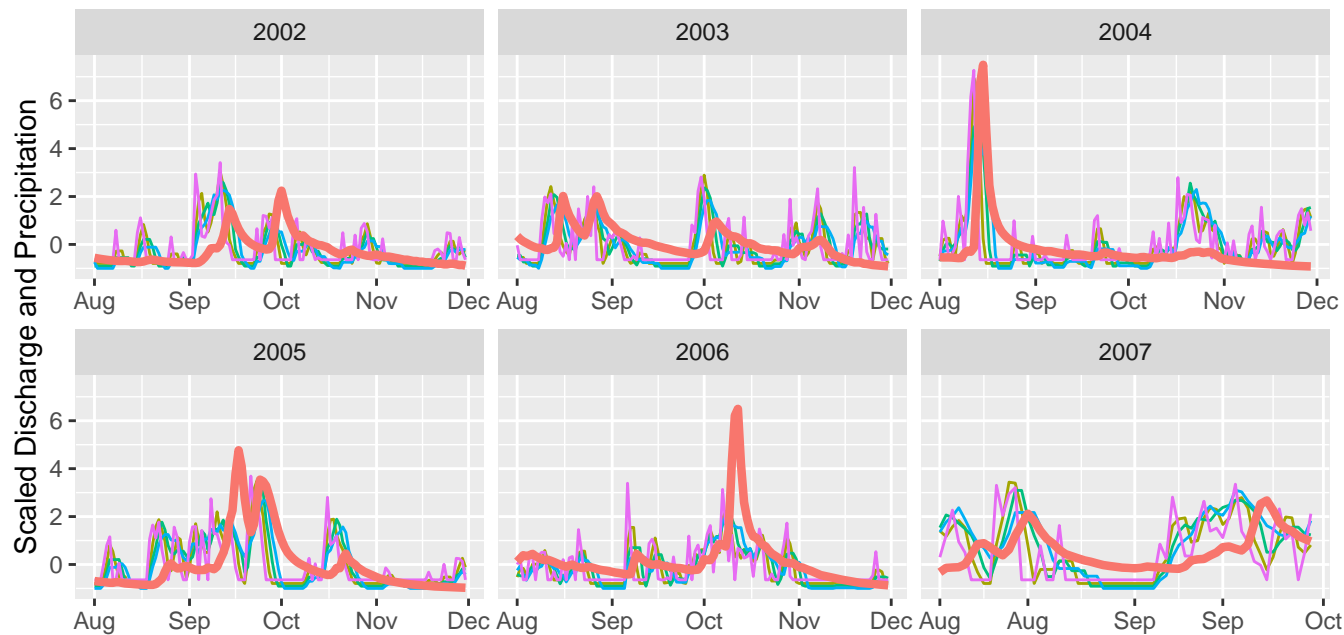 Scaled Discharge and Precipitation
2002 2003 2004
6
4
2
0
Aug Sep Oct Nov Dec Aug Sep Oct Nov Dec Aug Sep Oct Nov Dec
2005 2006 2007
6
4
2
0
Aug Sep Oct Nov Dec Aug Sep Oct Nov Dec Aug Aug Sep Sep Oct